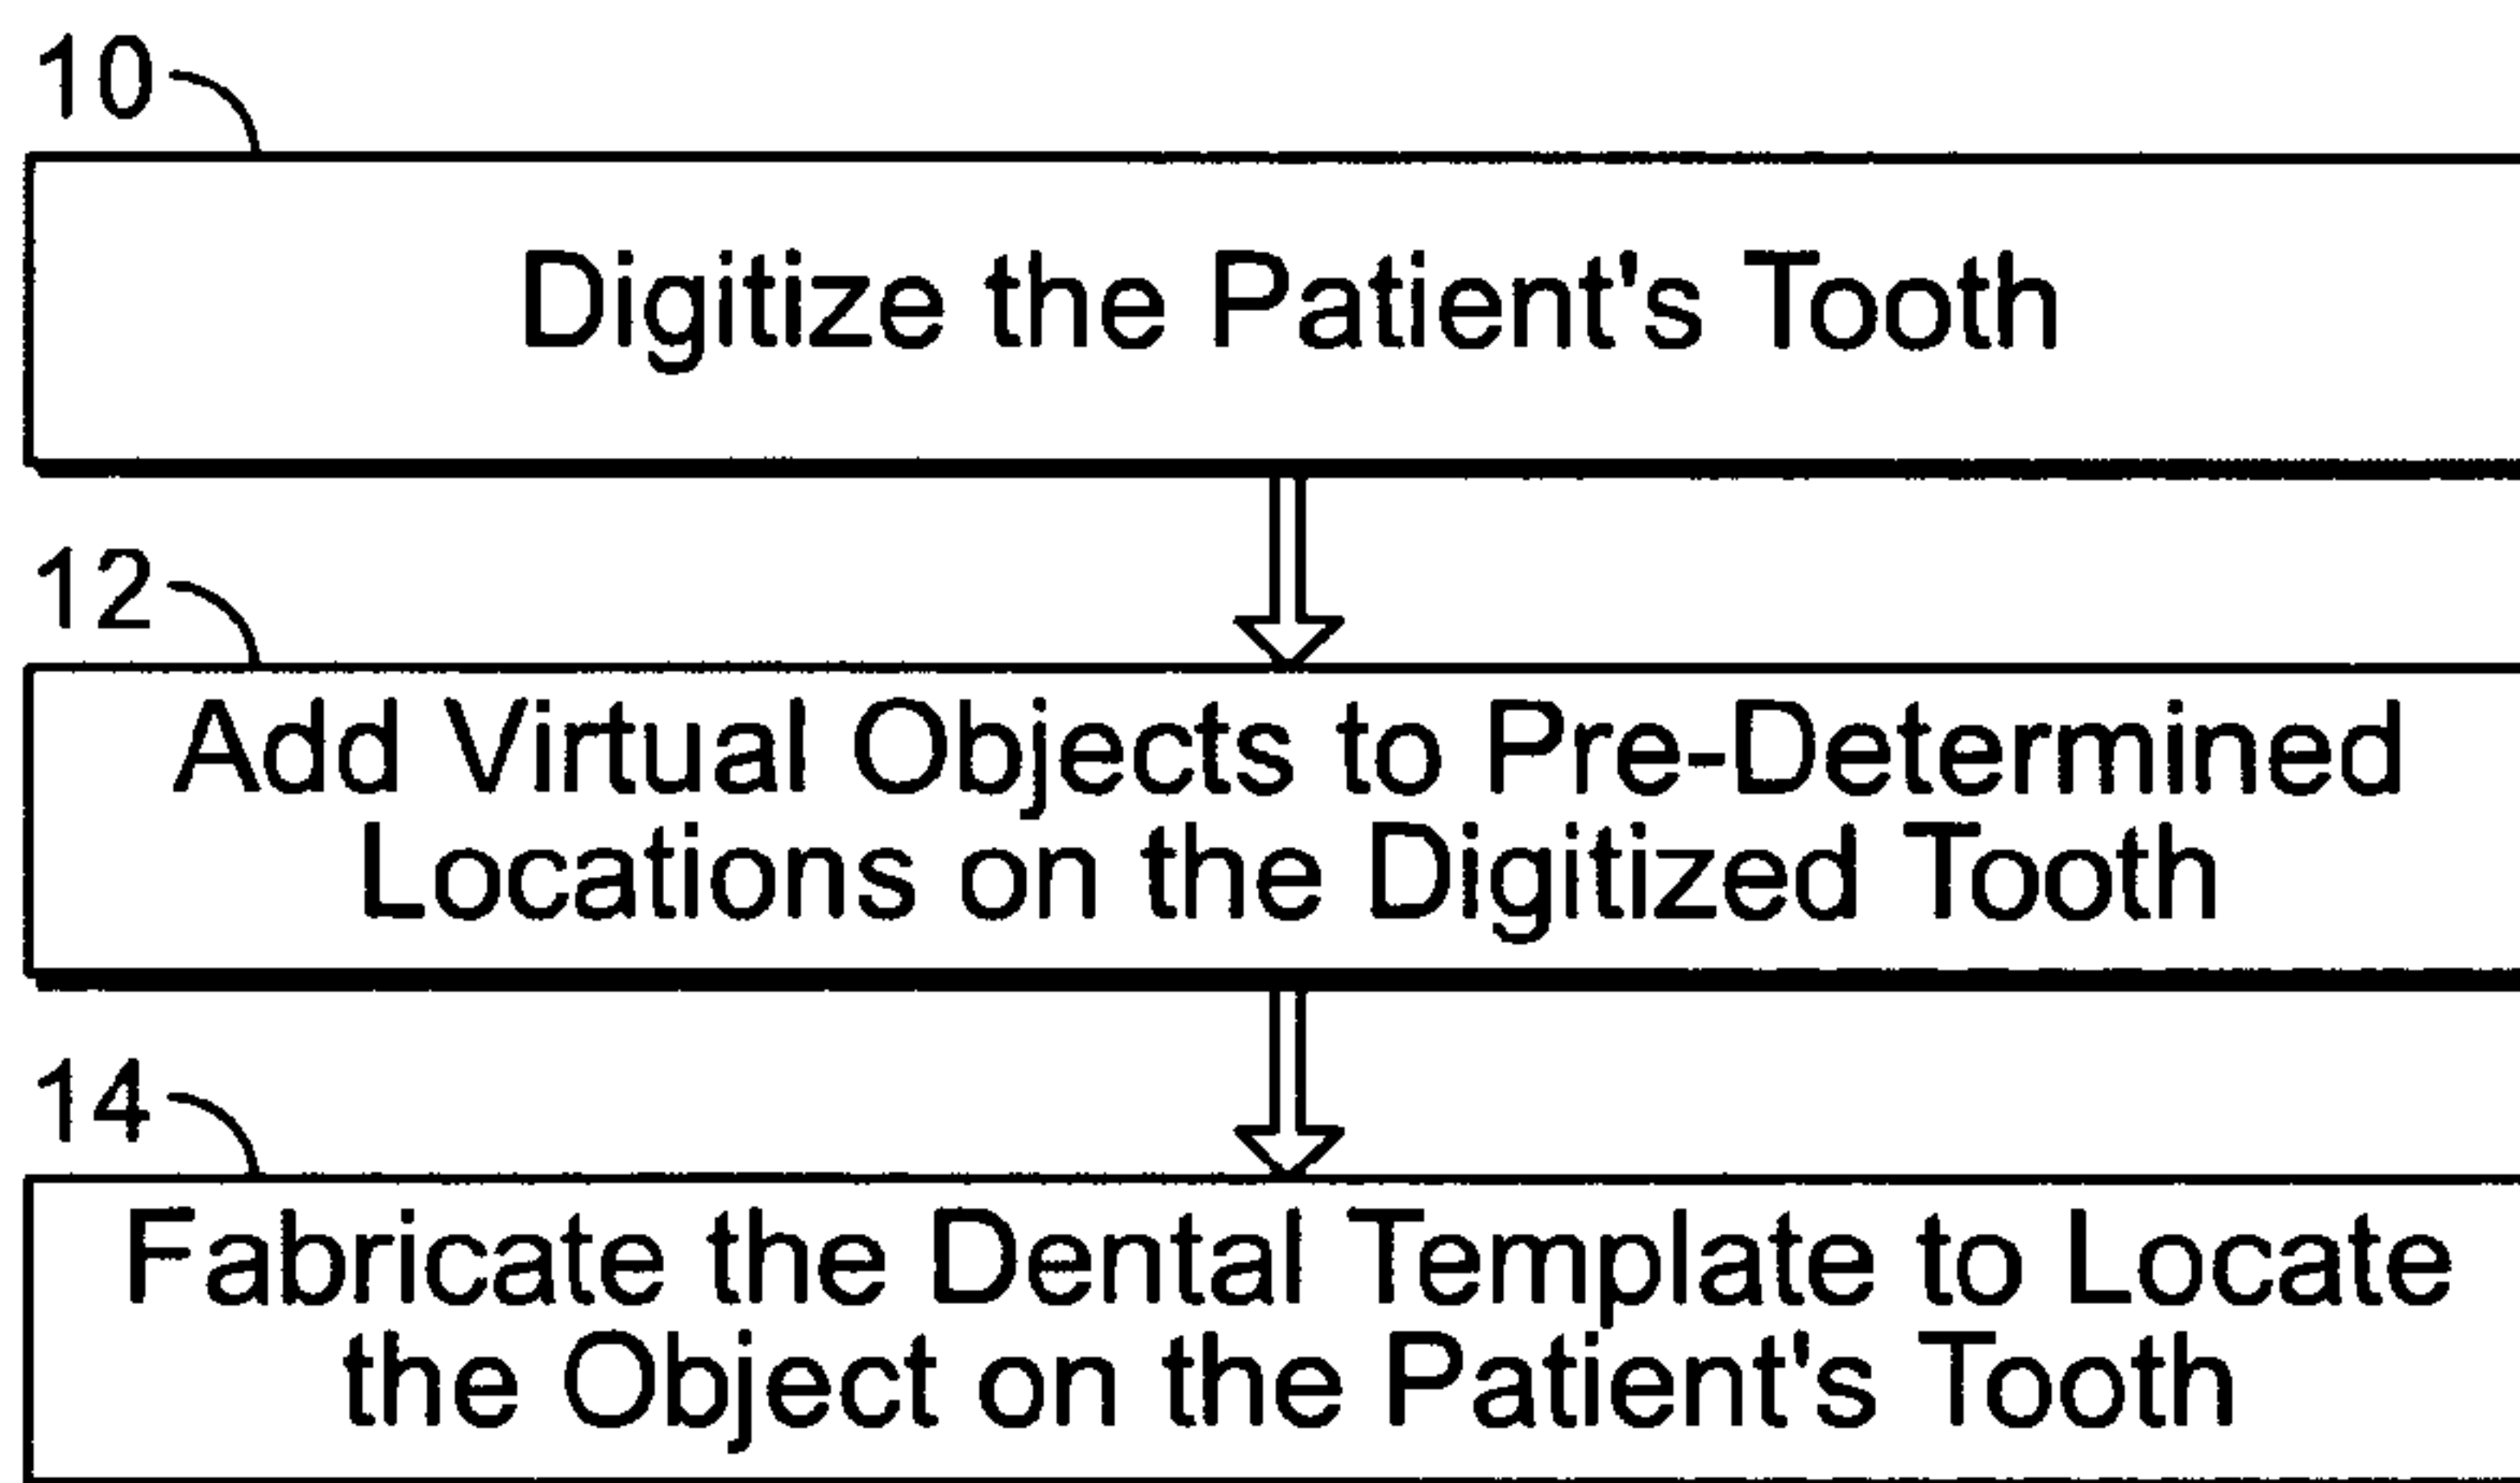 10
Digitize the Patient's Tooth
12
Add Virtual Objects to Pre-Determined
Locations on the Digitized Tooth
14
Fabricate the Dental Template to Locate
the Object on the Patient's Tooth